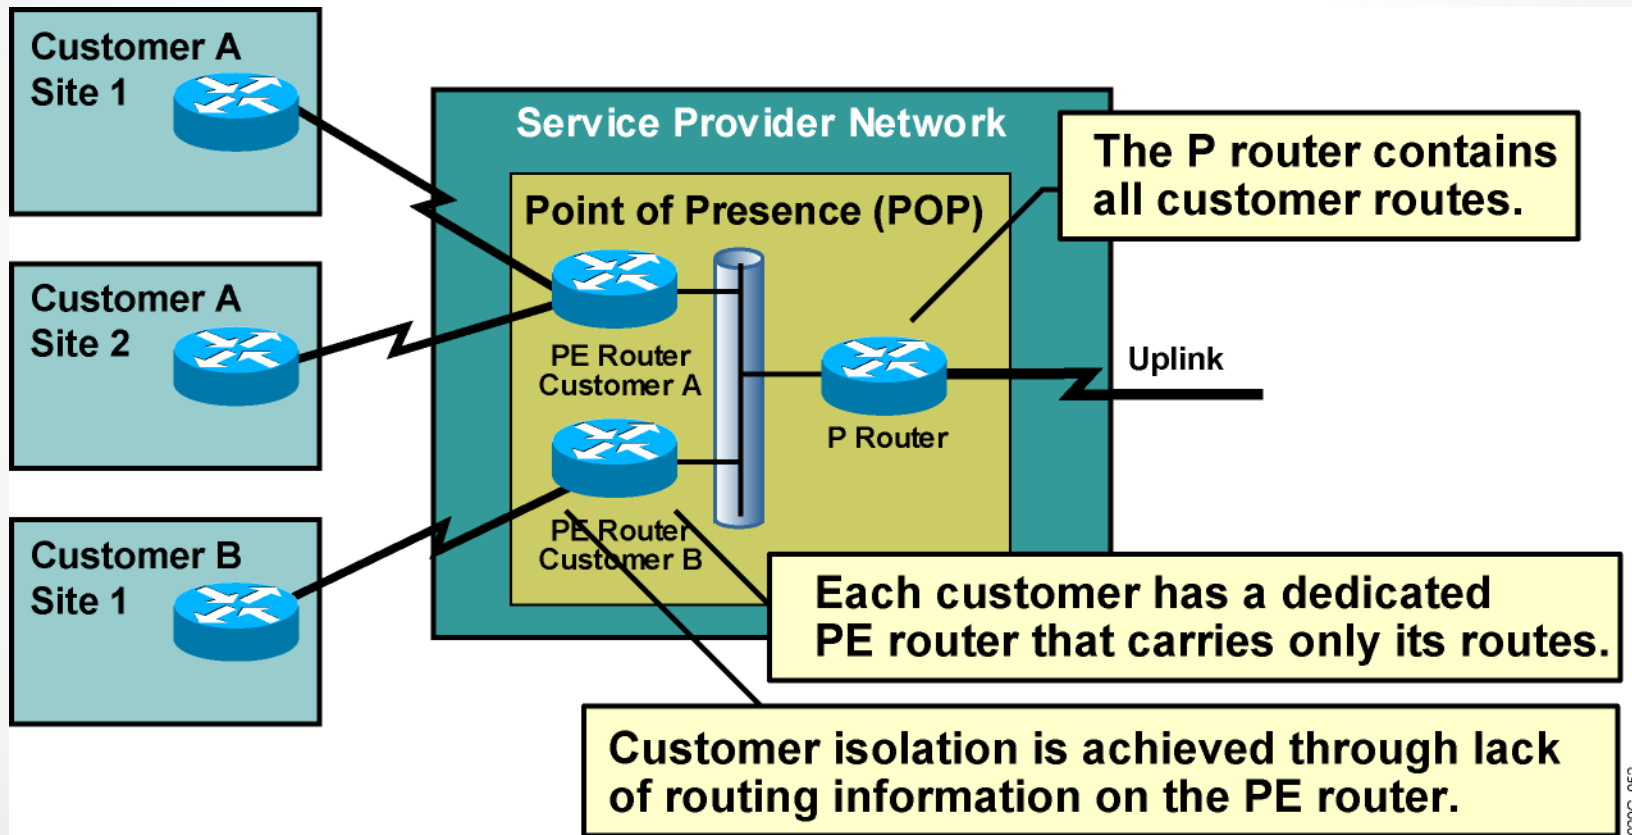 Customer A
Site 1
Service Provider Network
The P router contains
all customer routes.
Point of Presence (POP)
Customer A
Site 2
PE Router
Customer A
Uplink
P Router
PE Router
Customer B
Customer B
Site 1
Each customer has a dedicated
PE router that carries only its routes.
Customer isolation is achieved through lack
of routing information on the PE router.